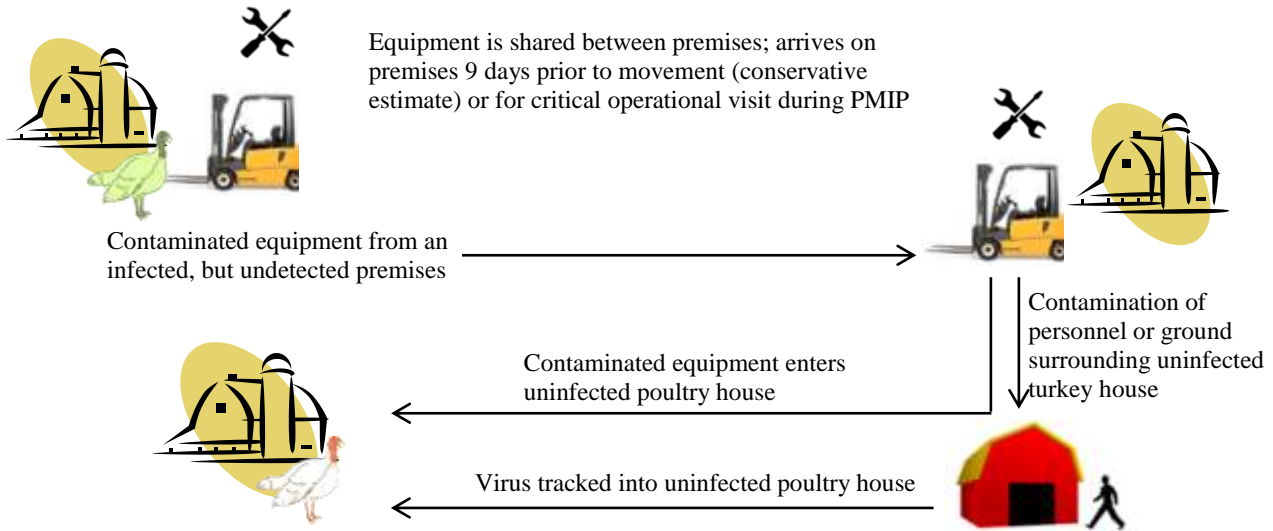 Equipment is shared between premises; arrives on
premises 9 days prior to movement (conservative
estimate) or for critical operational visit during PMIP
Contaminated equipment from an
infected, but undetected premises
Contamination of
personnel or ground
surrounding uninfected
turkey house
Contaminated equipment enters
uninfected poultry house
Virus tracked into uninfected poultry house